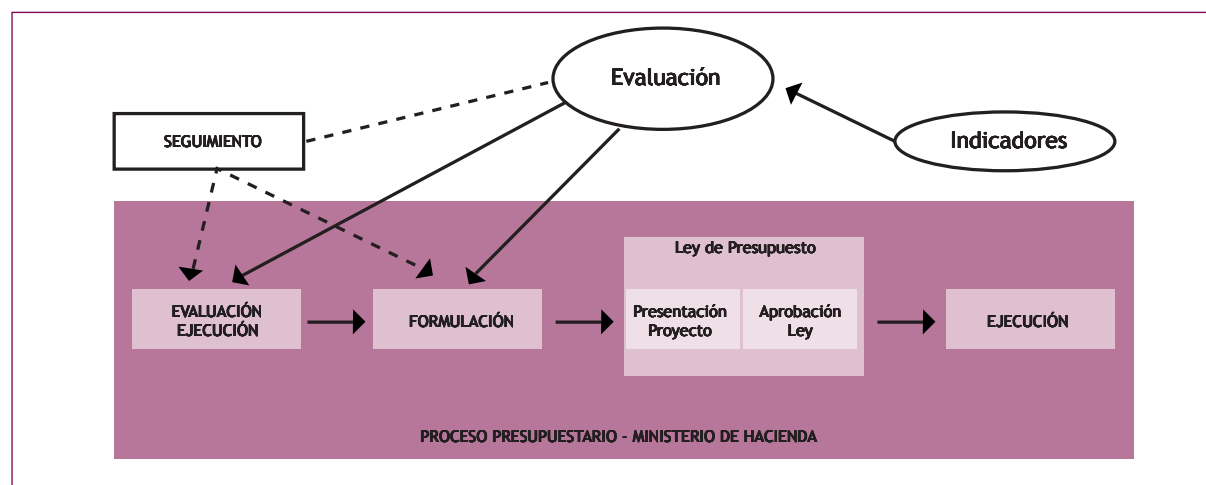 Evaluación
Indicadores
SEGUIMIENTO
Ley de Presupuesto
EVALUACIÓN
EJECUCIÓN
FORMULACIÓN
Presentación
Proyecto
Aprobación
Ley
EJECUCIÓN
PROCESO PRESUPUESTARIO - MINISTERIO DE HACIENDA